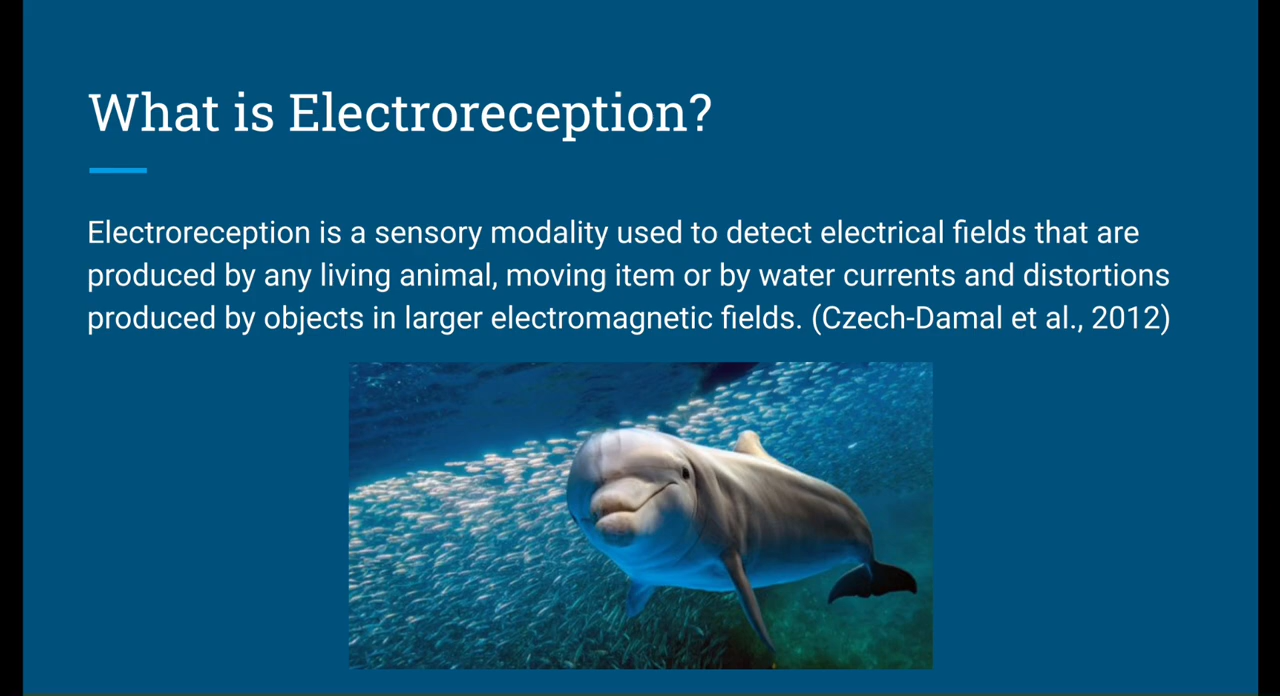 What is Electroreception?
Electroreception is a sensory modality used to detect electrical fields that are
produced by any living animal, moving item or by water currents and distortions
produced by objects in larger electromagnetic fields. (Czech-Damal et al., 2012)